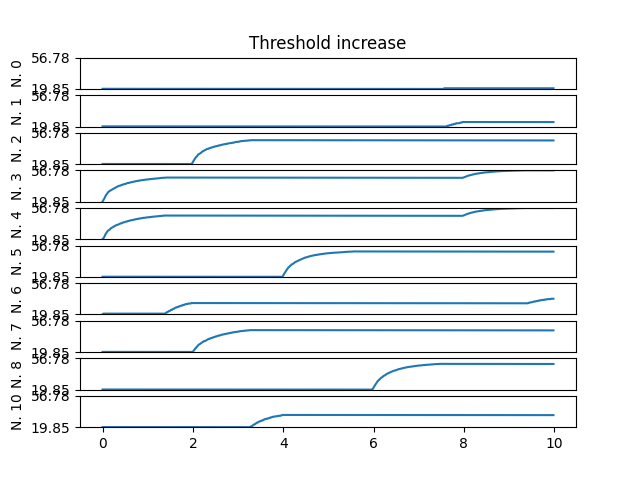 Threshold increase
56.78
N. 0
19.85
56.78
N. 1
19.85
56.78
N. 2
19.85
56.78
N. 3
19.85
56.78
N. 4
19.85
56.78
N. 5
19.85
56.78
N. 6
19.85
56.78
N. 7
19.85
56.78
N. 8
19.85
56.78
N. 10
19.85
0 2 4 6 8 10